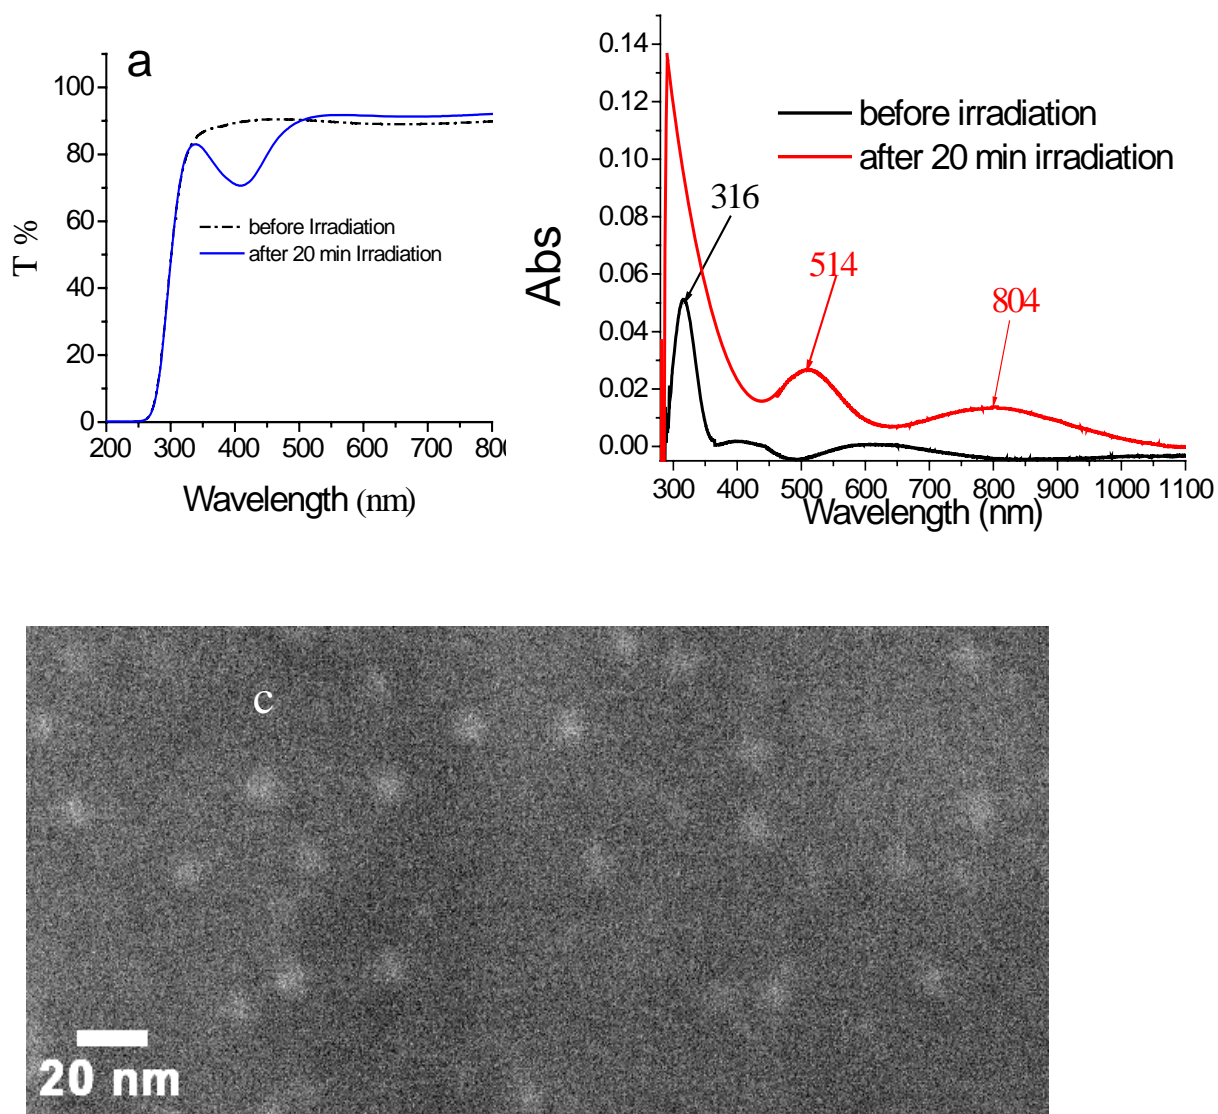 a
100
80
60
40
20
0
T %
before Irradiation
after 20 min Irradiation
200 300 400 500 600 700 80
Wavelength (nm)
0.14
0.12
0.10
0.08
0.06
0.04
0.02
0.00
Abs
before irradiation
after 20 min irradiation
316
514
804
300 400 500 600 700 800 900 1000 1100
Wavelength (nm)
c
20 nm